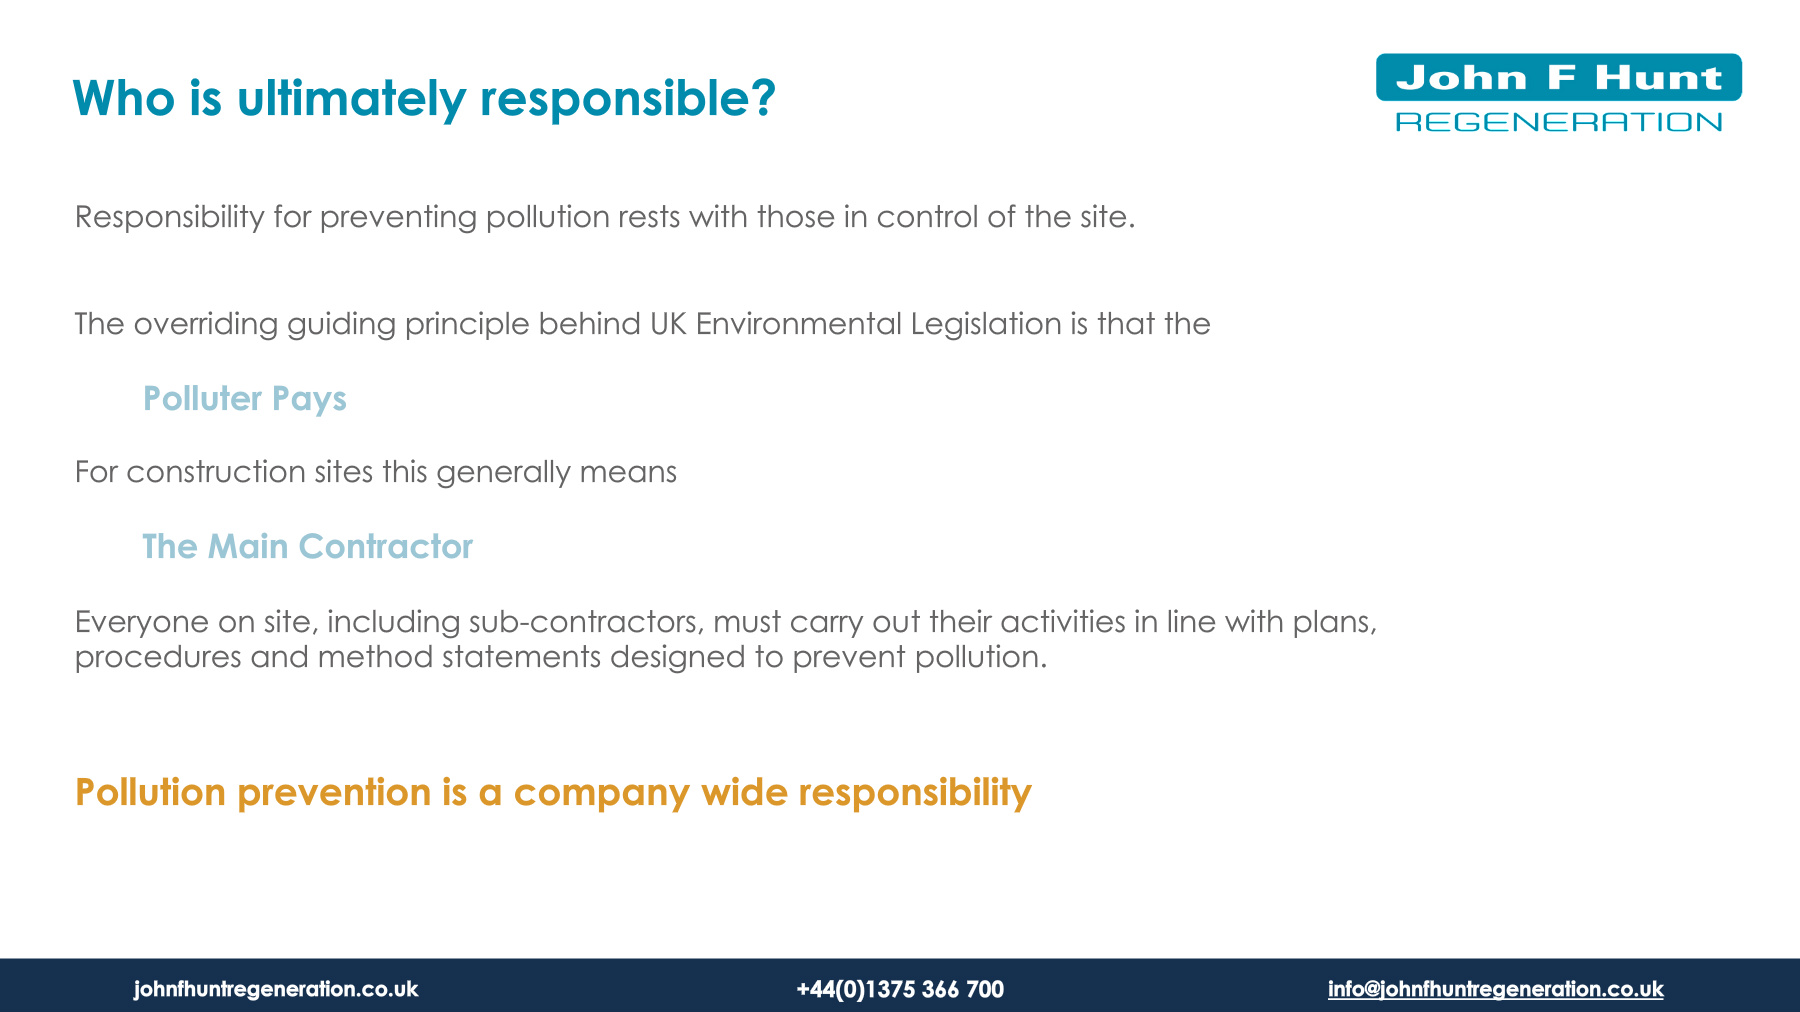 Who is ultimately responsible?
John F Hunt
REGENERATION
Responsibility for preventing pollution rests with those in control of the site.
The overriding guiding principle behind UK Environmental Legislation is that the
Polluter Pays
For construction sites this generally means
The Main Contractor
Everyone on site, including sub-contractors, must carry out their activities in line with plans,
procedures and method statements designed to prevent pollution.
Pollution prevention is a company wide responsibility
johnfhuntregeneration.co.uk
+44(0)1375 366 700
info@johnfhuntregeneration.co.uk